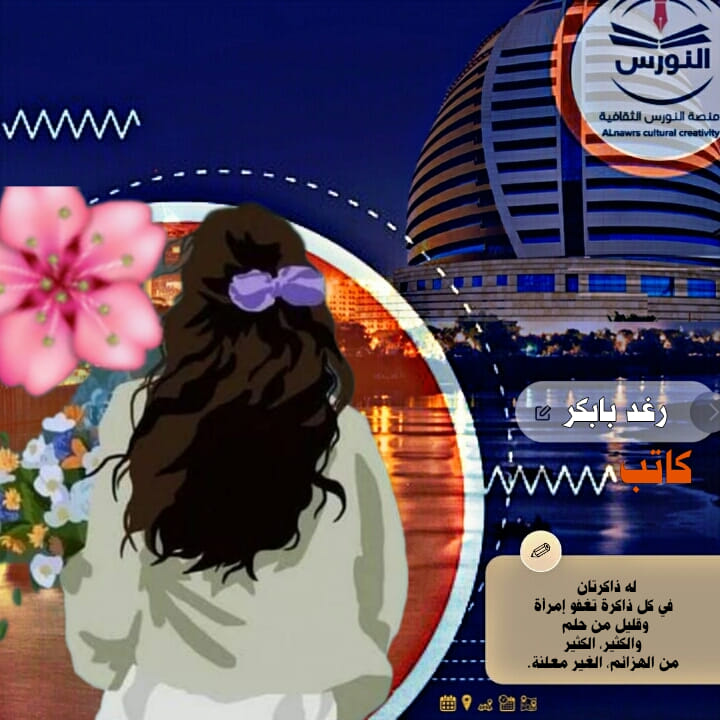 النورس
منصة النورس الثقافية
ALnawrs cultural creativity
رغد بابكر
كاتب
له ذاكرتان
في كل ذاكرة تغفو إمرأة
وقليل من حلم
والكثير، الكثير
من الهزائم، الغير معلنة.